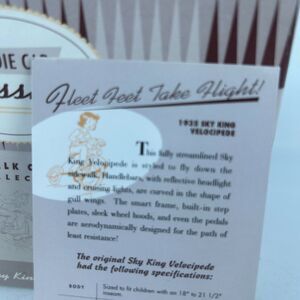 DIE CAR
Fleet Feet Take Flight!
1935 SKY KING
VELOCIPEDE
This fully streamlined Sky
King Velocipede is styled to fly down the
sidewalk. Handlebars, with reflective headlight
and cruising lights, are curved in the shape of
gull wings. The smart frame, built-in step
plates, sleek wheel hoods, and even the pedals
are aerodynamically designed for the path of
least resistance!
The original Sky King Velocipede
had the following specifications:
BODY
Sized to fit children with an 18" to 21 1/2"
inseam.